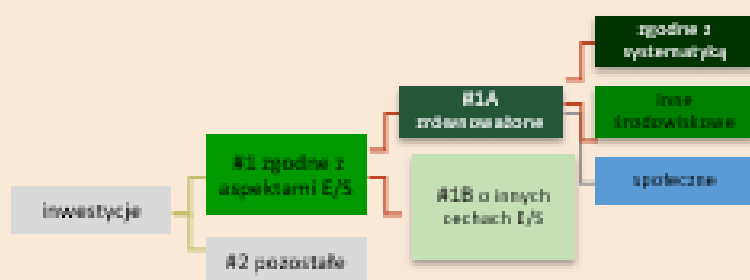 zgodne z
systematyką
#1A
zrównoważone
inne
środowiskowe
#1 zgodne z
aspektami E/S
społeczne
#1B o innych
cechach E/S
inwestycje
#2 pozostałe